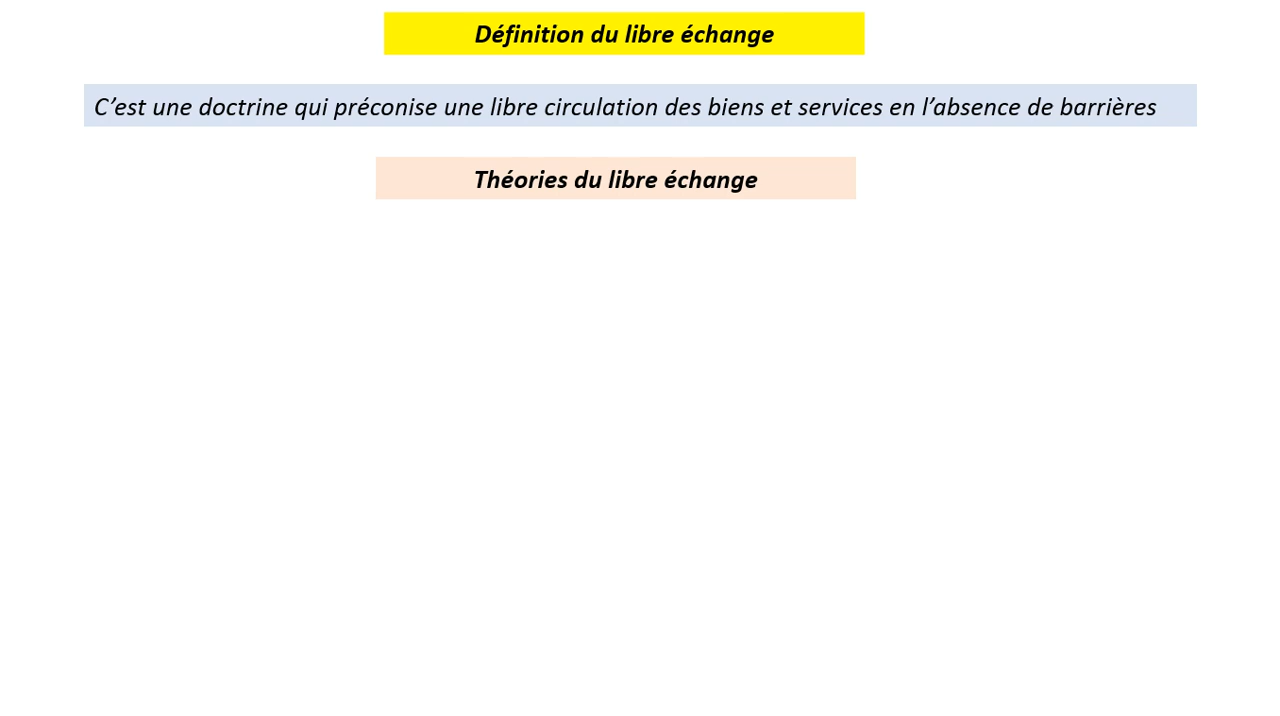 Définition du libre échange
C’est une doctrine qui préconise une libre circulation des biens et services en l’absence de barrières
Théories du libre échange